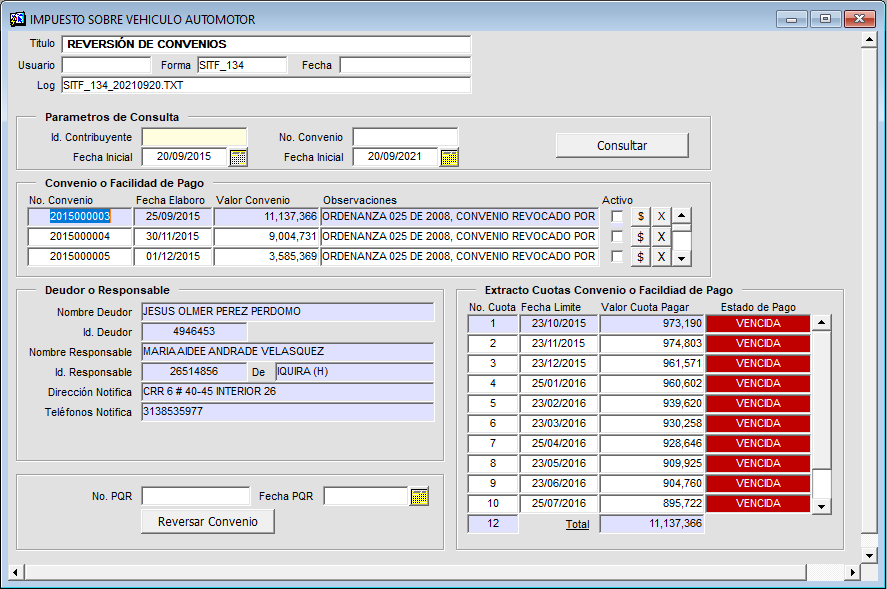 IMPUESTO SOBRE VEHICULO AUTOMOTOR
Titulo REVERSIÓN DE CONVENIOS
Usuario Forma SITF_134 Fecha
Log SITF_134_20210920.TXT
Parametros de Consulta
Id. Contribuyente No. Convenio Consultar
Fecha Inicial 20/09/2015 Fecha Inicial 20/09/2021
Convenio o Facilidad de Pago
No. Convenio Fecha Elaboro Valor Convenio Observaciones Activo
2015000003 25/09/2015 11,137,366 ORDENANZA 025 DE 2008, CONVENIO REVOCADO POR $ X
2015000004 30/11/2015 9,004,731 ORDENANZA 025 DE 2008, CONVENIO REVOCADO POR $ X
2015000005 01/12/2015 3,585,369 ORDENANZA 025 DE 2008, CONVENIO REVOCADO POR $ X
Deudor o Responsable
Nombre Deudor JESUS OLMER PEREZ PERDOMO
Id. Deudor 4946453
Nombre Responsable MARIA AIDEE ANDRADE VELASQUEZ
Id. Responsable 26514856 De IQUIRA (H)
Dirección Notifica CRR 6 # 40-45 INTERIOR 26
Teléfonos Notifica 3138535977
No. PQR Fecha PQR
Reversar Convenio
Extracto Cuotas Convenio o Facildiad de Pago
No. Cuota Fecha Limite Valor Cuota Pagar Estado de Pago
1 23/10/2015 973,190 VENCIDA
2 23/11/2015 974,803 VENCIDA
3 23/12/2015 961,571 VENCIDA
4 25/01/2016 960,602 VENCIDA
5 23/02/2016 939,620 VENCIDA
6 23/03/2016 930,258 VENCIDA
7 25/04/2016 928,646 VENCIDA
8 23/05/2016 909,925 VENCIDA
9 23/06/2016 904,760 VENCIDA
10 25/07/2016 895,722 VENCIDA
12 Total 11,137,366